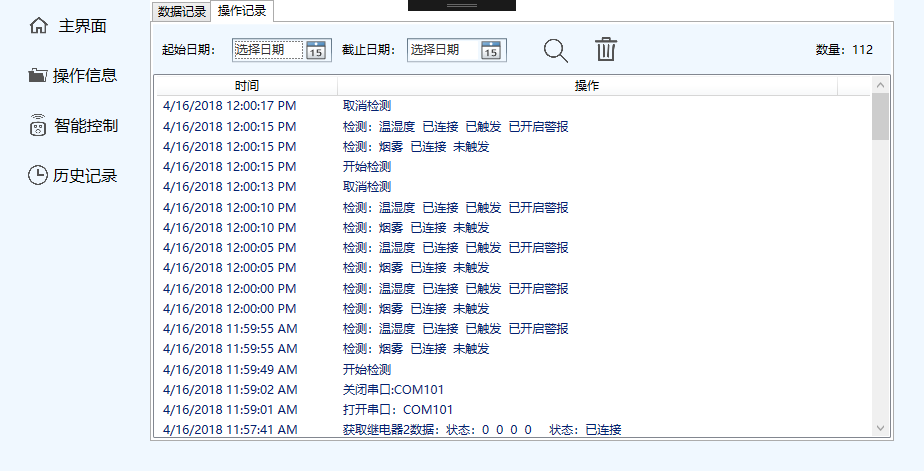 主界面
操作信息
智能控制
历史记录
数据记录 操作记录
起始日期： 选择日期 15 截止日期： 选择日期 15 数量：112
时间 操作
4/16/2018 12:00:17 PM 取消检测
4/16/2018 12:00:15 PM 检测：温湿度 已连接 已触发 已开启警报
4/16/2018 12:00:15 PM 检测：烟雾 已连接 未触发
4/16/2018 12:00:15 PM 开始检测
4/16/2018 12:00:13 PM 取消检测
4/16/2018 12:00:10 PM 检测：温湿度 已连接 已触发 已开启警报
4/16/2018 12:00:10 PM 检测：烟雾 已连接 未触发
4/16/2018 12:00:05 PM 检测：温湿度 已连接 已触发 已开启警报
4/16/2018 12:00:05 PM 检测：烟雾 已连接 未触发
4/16/2018 12:00:00 PM 检测：温湿度 已连接 已触发 已开启警报
4/16/2018 12:00:00 PM 检测：烟雾 已连接 未触发
4/16/2018 11:59:55 AM 检测：温湿度 已连接 已触发 已开启警报
4/16/2018 11:59:55 AM 检测：烟雾 已连接 未触发
4/16/2018 11:59:49 AM 开始检测
4/16/2018 11:59:02 AM 关闭串口:COM101
4/16/2018 11:59:01 AM 打开串口：COM101
4/16/2018 11:57:41 AM 获取继电器2数据：状态：0 0 0 0 状态：已连接